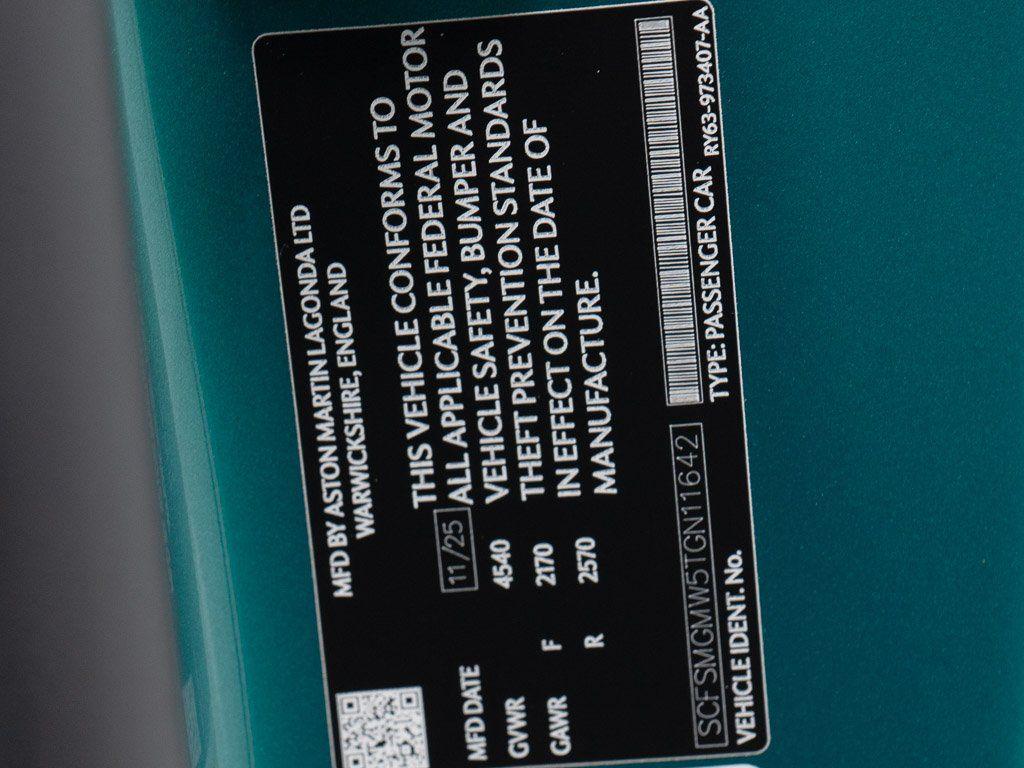 MFD BY ASTON MARTIN LAGONDA LTD
WARWICKSHIRE, ENGLAND
THIS VEHICLE CONFORMS TO
ALL APPLICABLE FEDERAL MOTOR
VEHICLE SAFETY, BUMPER AND
THEFT PREVENTION STANDARDS
IN EFFECT ON THE DATE OF
MANUFACTURE.
MFD DATE 11/25
GVWR 4540
GAWR F 2170
R 2570
SCFSMGMW5TGN11642
VEHICLE IDENT. No.
TYPE: PASSENGER CAR
RY63-973407-AA